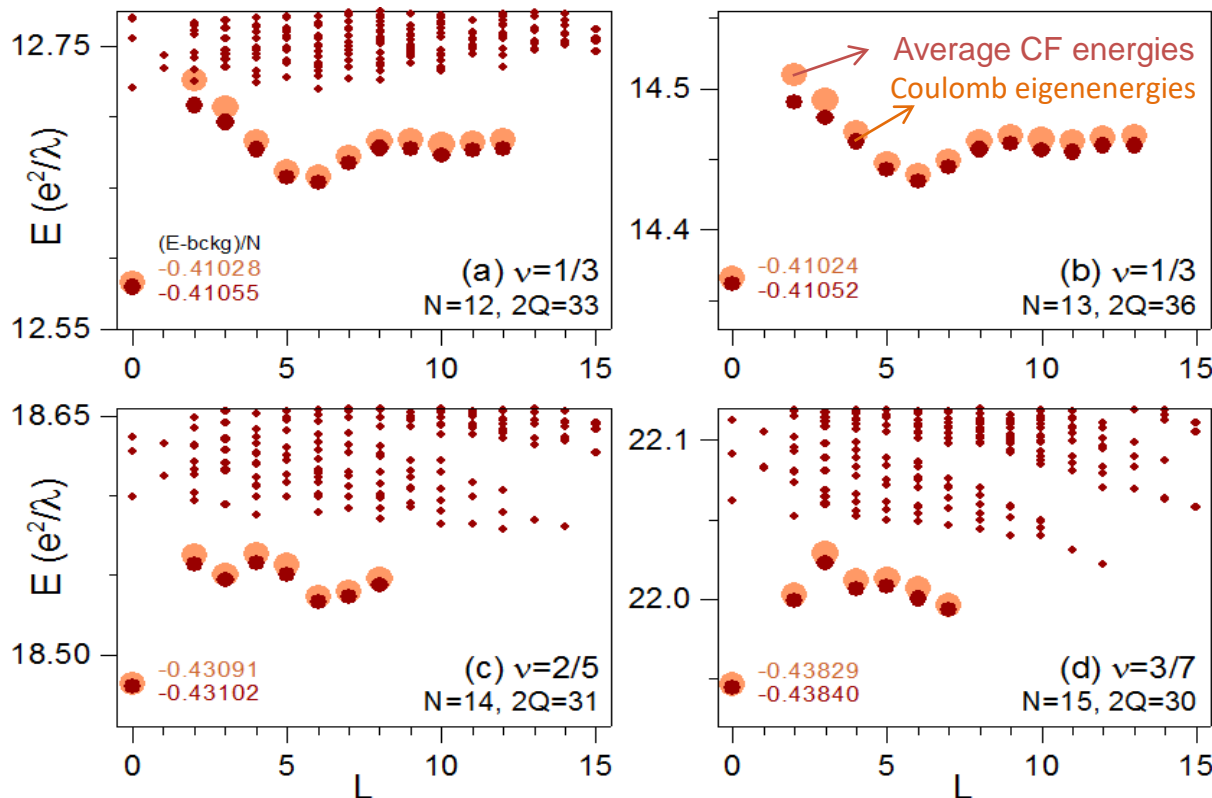 12.75
E (e²/λ)
12.55
(E-bckg)/N
-0.41028
-0.41055
(a) ν=1/3
N=12, 2Q=33
0 5 10 15
14.5
14.4
Average CF energies
Coulomb eigenenergies
-0.41024
-0.41052
(b) ν=1/3
N=13, 2Q=36
0 5 10 15
18.65
E (e²/λ)
18.50
-0.43091
-0.43102
(c) ν=2/5
N=14, 2Q=31
0 5 10 15
L
22.1
22.0
-0.43829
-0.43840
(d) ν=3/7
N=15, 2Q=30
0 5 10 15
L